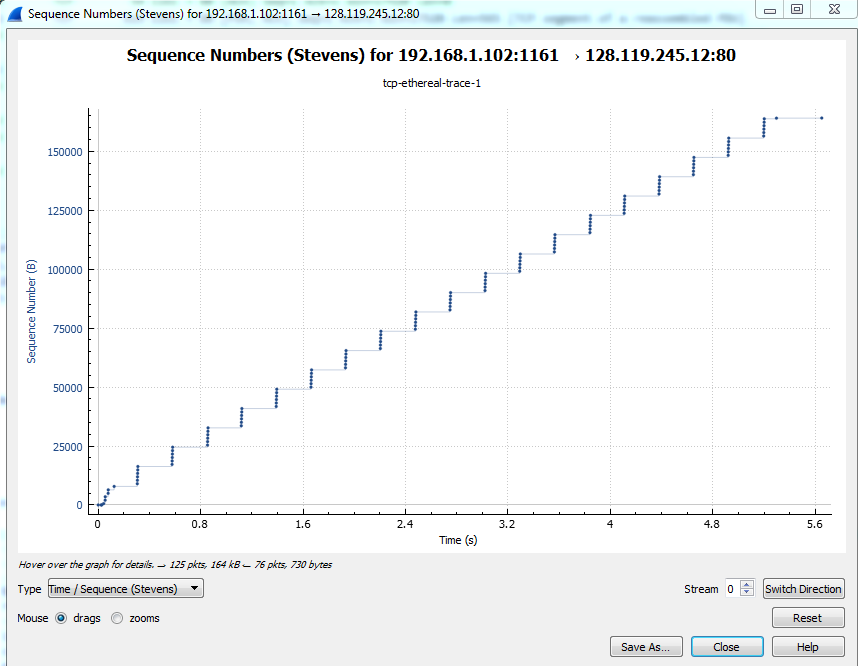 Sequence Numbers (Stevens) for 192.168.1.102:1161 → 128.119.245.12:80
Sequence Numbers (Stevens) for 192.168.1.102:1161 → 128.119.245.12:80
tcp-ethereal-trace-1
Sequence Number (B)
150000
125000
100000
75000
50000
25000
0
0 0.8 1.6 2.4 3.2 4 4.8 5.6
Time (s)
Hover over the graph for details. → 125 pkts, 164 kB ← 76 pkts, 730 bytes
Type Time / Sequence (Stevens) Stream 0 Switch Direction
Mouse drags zooms Reset
Save As... Close Help